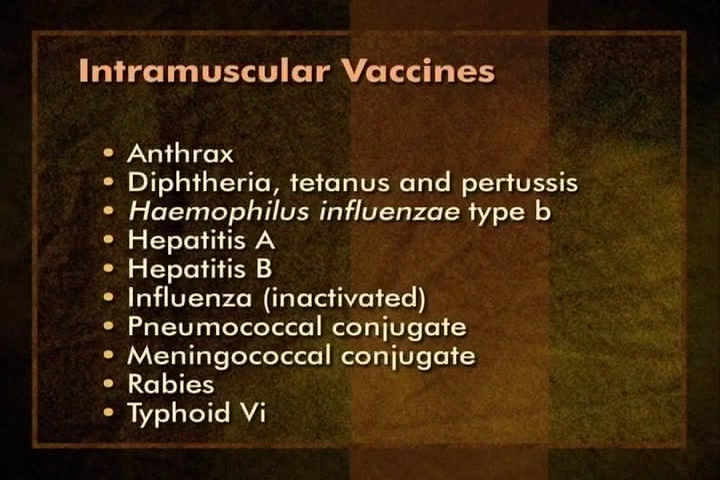 Intramuscular Vaccines
• Anthrax
• Diphtheria, tetanus and pertussis
• Haemophilus influenzae type b
• Hepatitis A
• Hepatitis B
• Influenza (inactivated)
• Pneumococcal conjugate
• Meningococcal conjugate
• Rabies
• Typhoid Vi